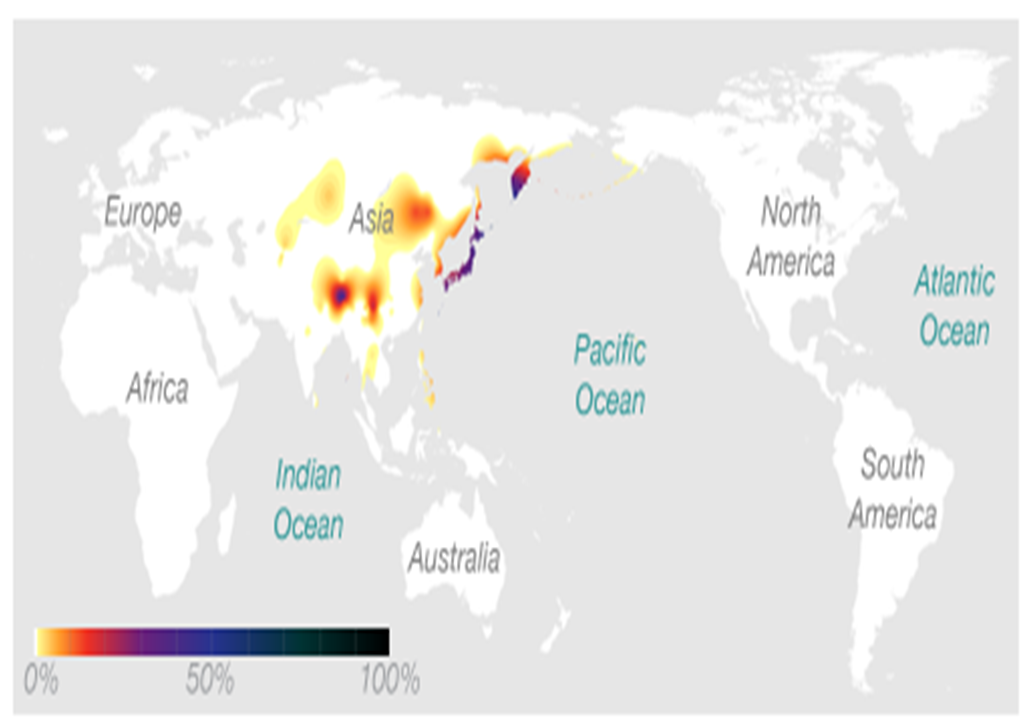 Europe
Asia
North
America
Atlantic
Ocean
Pacific
Ocean
Africa
Indian
Ocean
South
America
Australia
0%
50%
100%